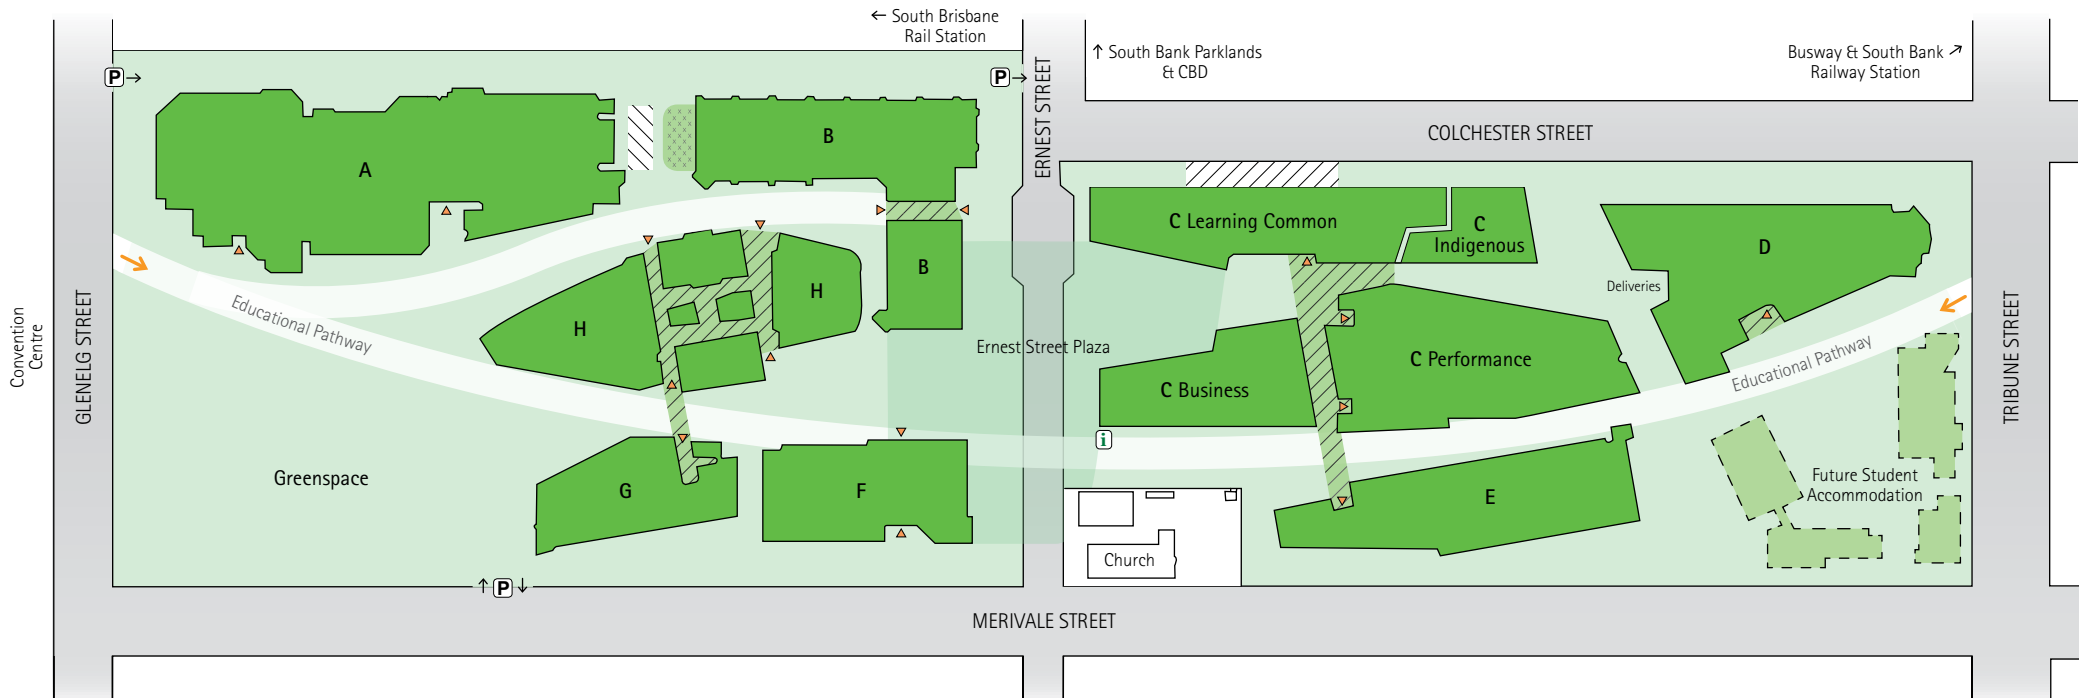 ← South Brisbane
Rail Station
↑ South Bank Parklands
& CBD
Busway & South Bank ↗
Railway Station
P →
P →
ERNEST STREET
COLCHESTER STREET
A
B
C Learning Common
C
Indigenous
D
B
H
H
Deliveries
Educational Pathway
Convention
Centre
GLENELG STREET
Ernest Street Plaza
C Performance
C Business
Educational Pathway
TRIBUNE STREET
i
Greenspace
G
F
E
Future Student
Accommodation
Church
↑ P ↓
MERIVALE STREET